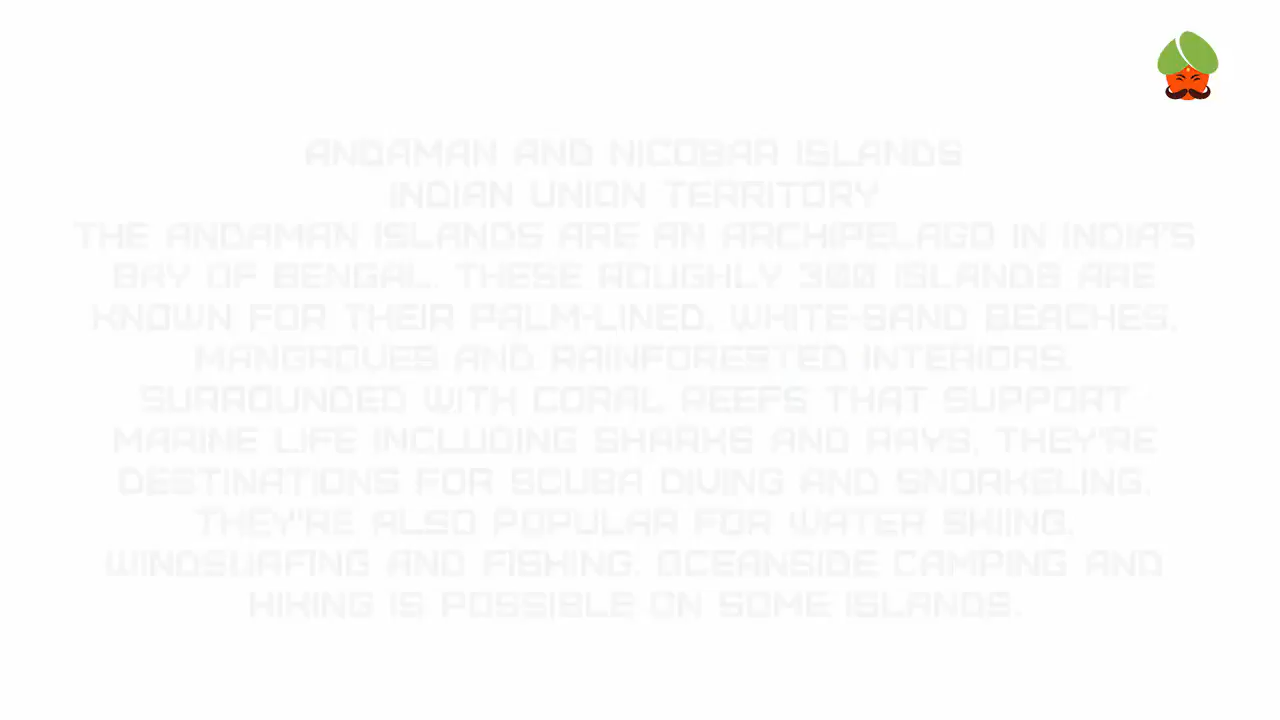 ANDAMAN AND NICOBAR ISLANDS
INDIAN UNION TERRITORY
THE ANDAMAN ISLANDS ARE AN ARCHIPELAGO IN INDIA'S
BAY OF BENGAL. THESE ROUGHLY 300 ISLANDS ARE
KNOWN FOR THEIR PALM-LINED, WHITE-SAND BEACHES,
MANGROVES AND RAINFORESTED INTERIORS.
SURROUNDED WITH CORAL REEFS THAT SUPPORT
MARINE LIFE INCLUDING SHARKS AND RAYS, THEY'RE
DESTINATIONS FOR SCUBA DIVING AND SNORKELING.
THEY'RE ALSO POPULAR FOR WATER SKIING,
WINDSURFING AND FISHING. OCEANSIDE CAMPING AND
HIKING IS POSSIBLE ON SOME ISLANDS.